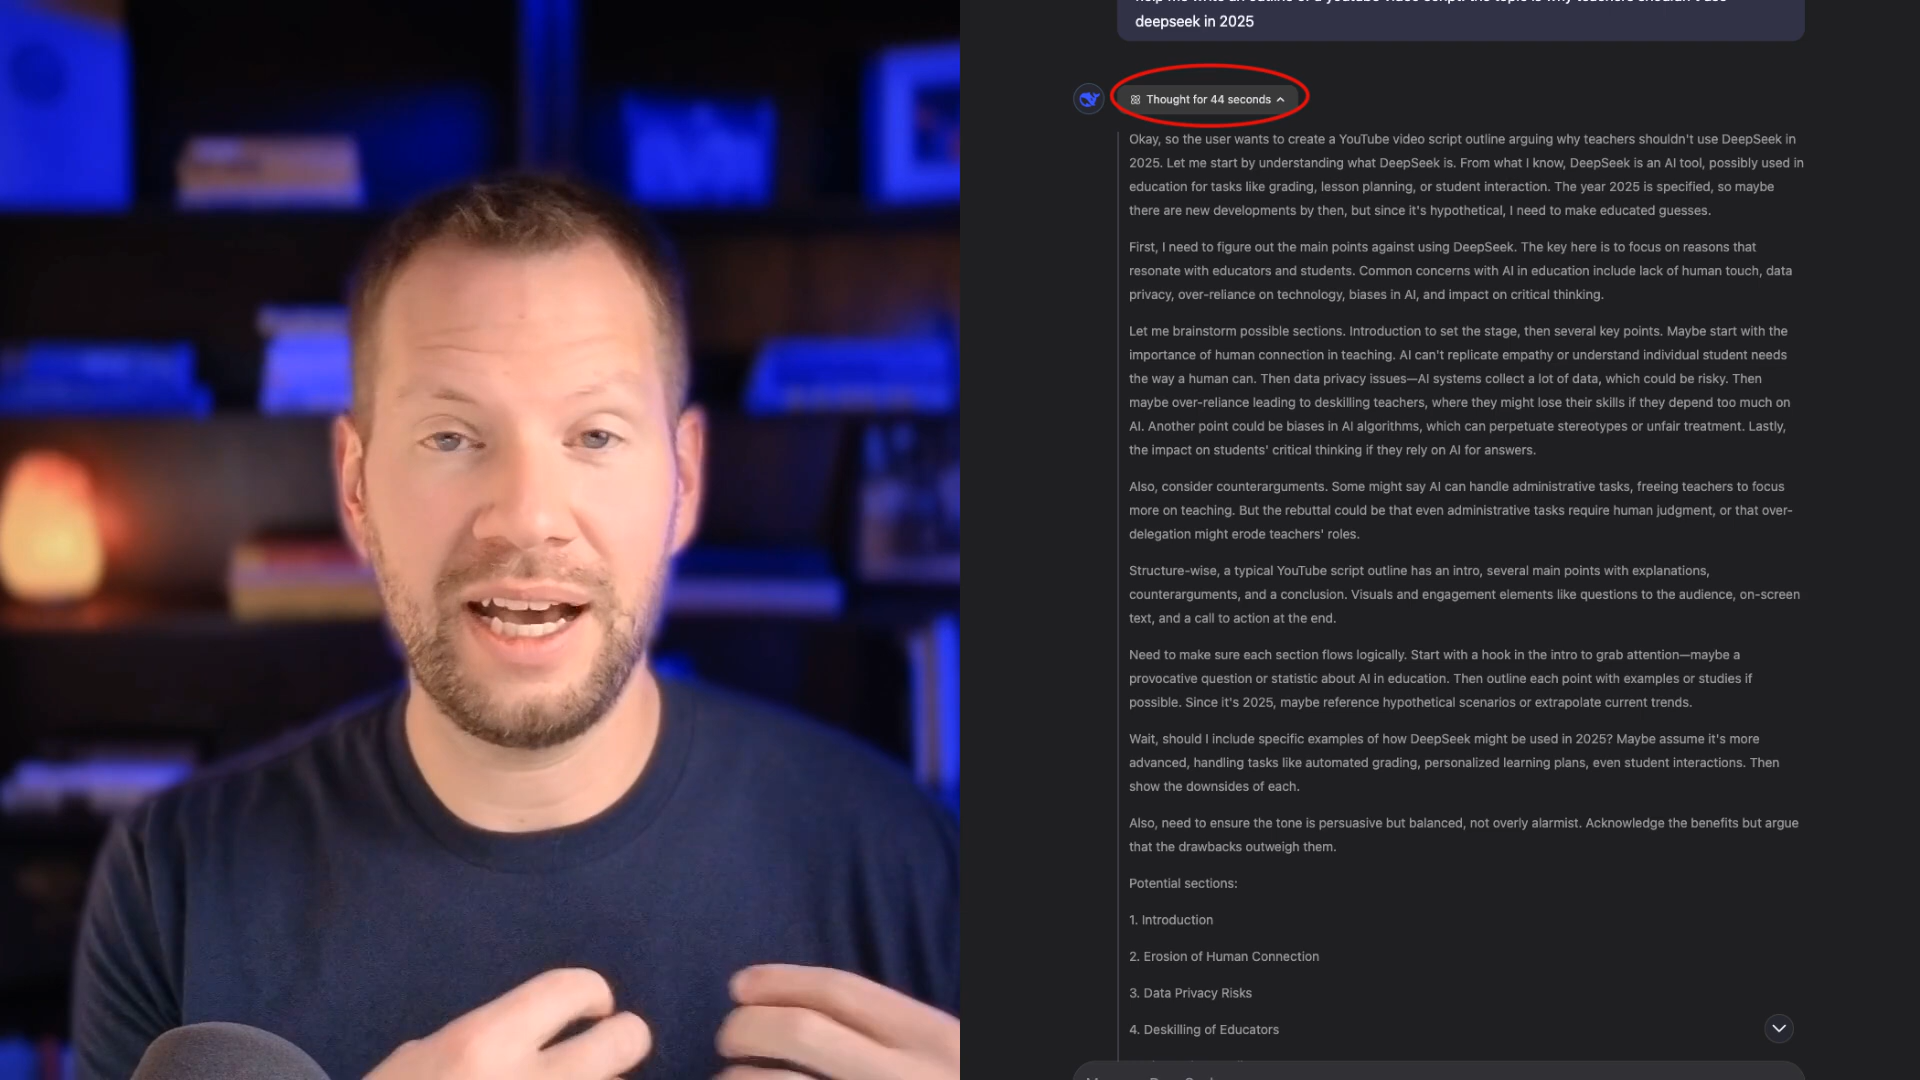 deepseek in 2025
Thought for 44 seconds
Okay, so the user wants to create a YouTube video script outline arguing why teachers shouldn't use DeepSeek in
2025. Let me start by understanding what DeepSeek is. From what I know, DeepSeek is an AI tool, possibly used in
education for tasks like grading, lesson planning, or student interaction. The year 2025 is specified, so maybe
there are new developments by then, but since it's hypothetical, I need to make educated guesses.
First, I need to figure out the main points against using DeepSeek. The key here is to focus on reasons that
resonate with educators and students. Common concerns with AI in education include lack of human touch, data
privacy, over-reliance on technology, biases in AI, and impact on critical thinking.
Let me brainstorm possible sections. Introduction to set the stage, then several key points. Maybe start with the
importance of human connection in teaching. AI can't replicate empathy or understand individual student needs
the way a human can. Then data privacy issues—AI systems collect a lot of data, which could be risky. Then
maybe over-reliance leading to deskilling teachers, where they might lose their skills if they depend too much on
AI. Another point could be biases in AI algorithms, which can perpetuate stereotypes or unfair treatment. Lastly,
the impact on students' critical thinking if they rely on AI for answers.
Also, consider counterarguments. Some might say AI can handle administrative tasks, freeing teachers to focus
more on teaching. But the rebuttal could be that even administrative tasks require human judgment, or that over-
delegation might erode teachers' roles.
Structure-wise, a typical YouTube script outline has an intro, several main points with explanations,
counterarguments, and a conclusion. Visuals and engagement elements like questions to the audience, on-screen
text, and a call to action at the end.
Need to make sure each section flows logically. Start with a hook in the intro to grab attention—maybe a
provocative question or statistic about AI in education. Then outline each point with examples or studies if
possible. Since it's 2025, maybe reference hypothetical scenarios or extrapolate current trends.
Wait, should I include specific examples of how DeepSeek might be used in 2025? Maybe assume it's more
advanced, handling tasks like automated grading, personalized learning plans, even student interactions. Then
show the downsides of each.
Also, need to ensure the tone is persuasive but balanced, not overly alarmist. Acknowledge the benefits but argue
that the drawbacks outweigh them.
Potential sections:
1. Introduction
2. Erosion of Human Connection
3. Data Privacy Risks
4. Deskilling of Educators